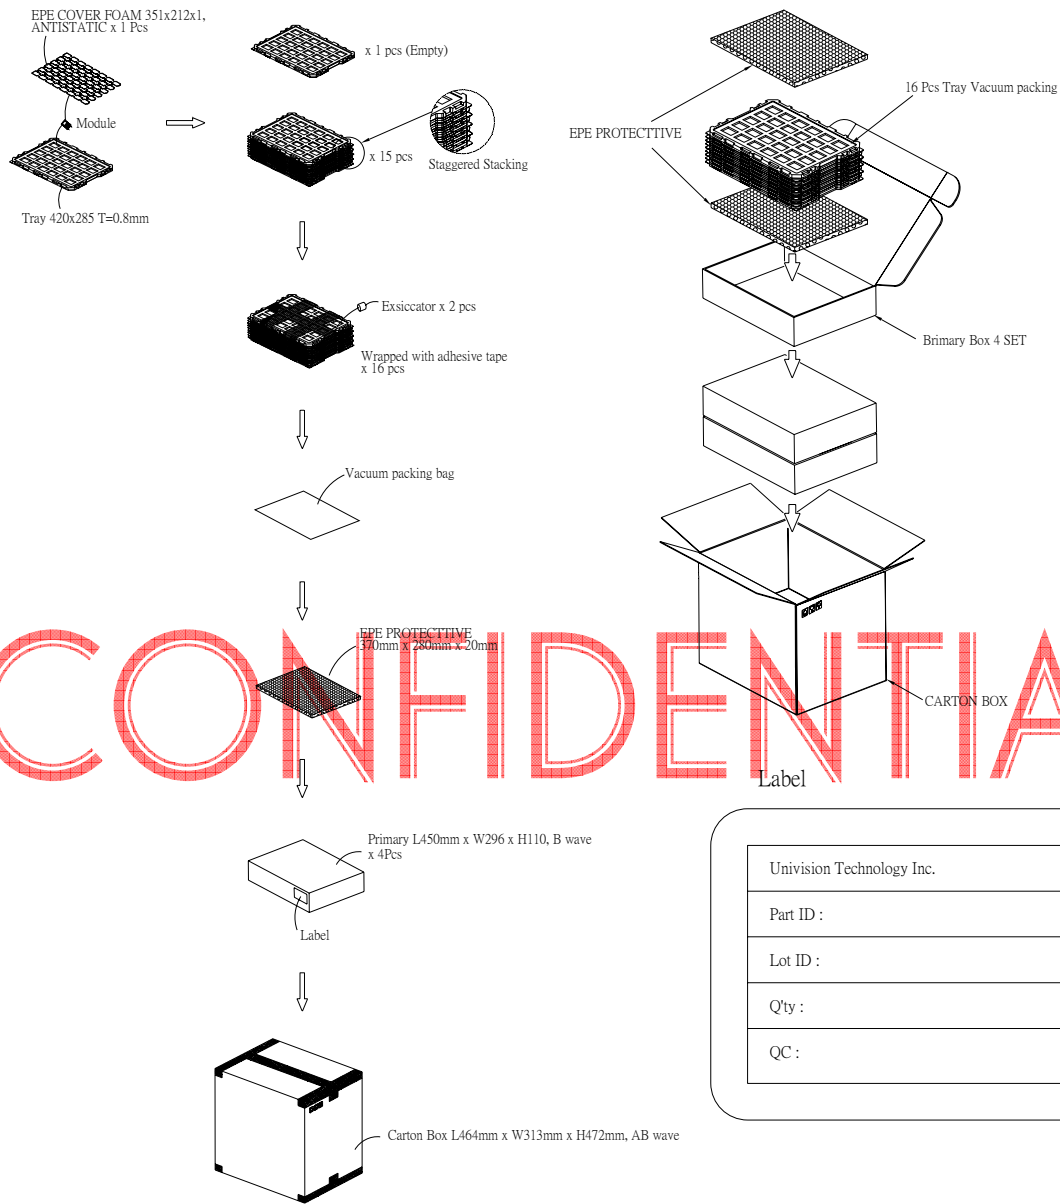 EPE COVER FOAM 351x212x1,
ANTISTATIC x 1 Pcs
Module
Tray 420x285 T=0.8mm
x 1 pcs (Empty)
x 15 pcs
Staggered Stacking
Exsiccator x 2 pcs
Wrapped with adhesive tape
x 16 pcs
Vacuum packing bag
EPE PROTECTTIVE
370mm x 280mm x 20mm
Primary L450mm x W296 x H110, B wave
x 4Pcs
Label
Carton Box L464mm x W313mm x H472mm, AB wave
16 Pcs Tray Vacuum packing
EPE PROTECTTIVE
Brimary Box 4 SET
CARTON BOX
CONFIDENTIA
Label
Univision Technology Inc.
Part ID :
Lot ID :
Q'ty :
QC :